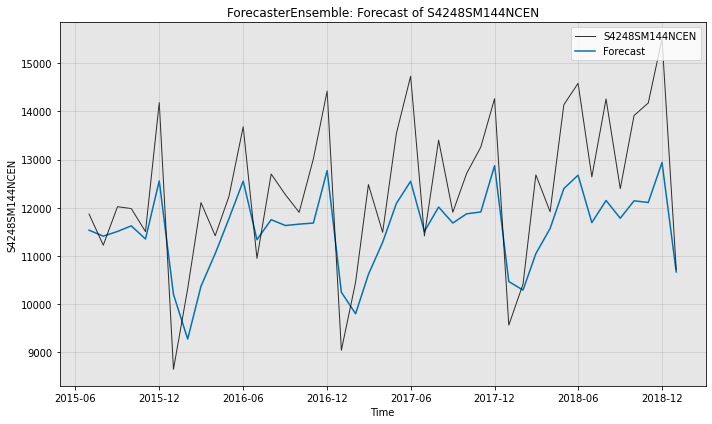 ForecasterEnsemble: Forecast of S4248SM144NCEN
S4248SM144NCEN
Forecast
15000
14000
13000
12000
11000
10000
9000
S4248SM144NCEN
2015-06 2015-12 2016-06 2016-12 2017-06 2017-12 2018-06 2018-12
Time